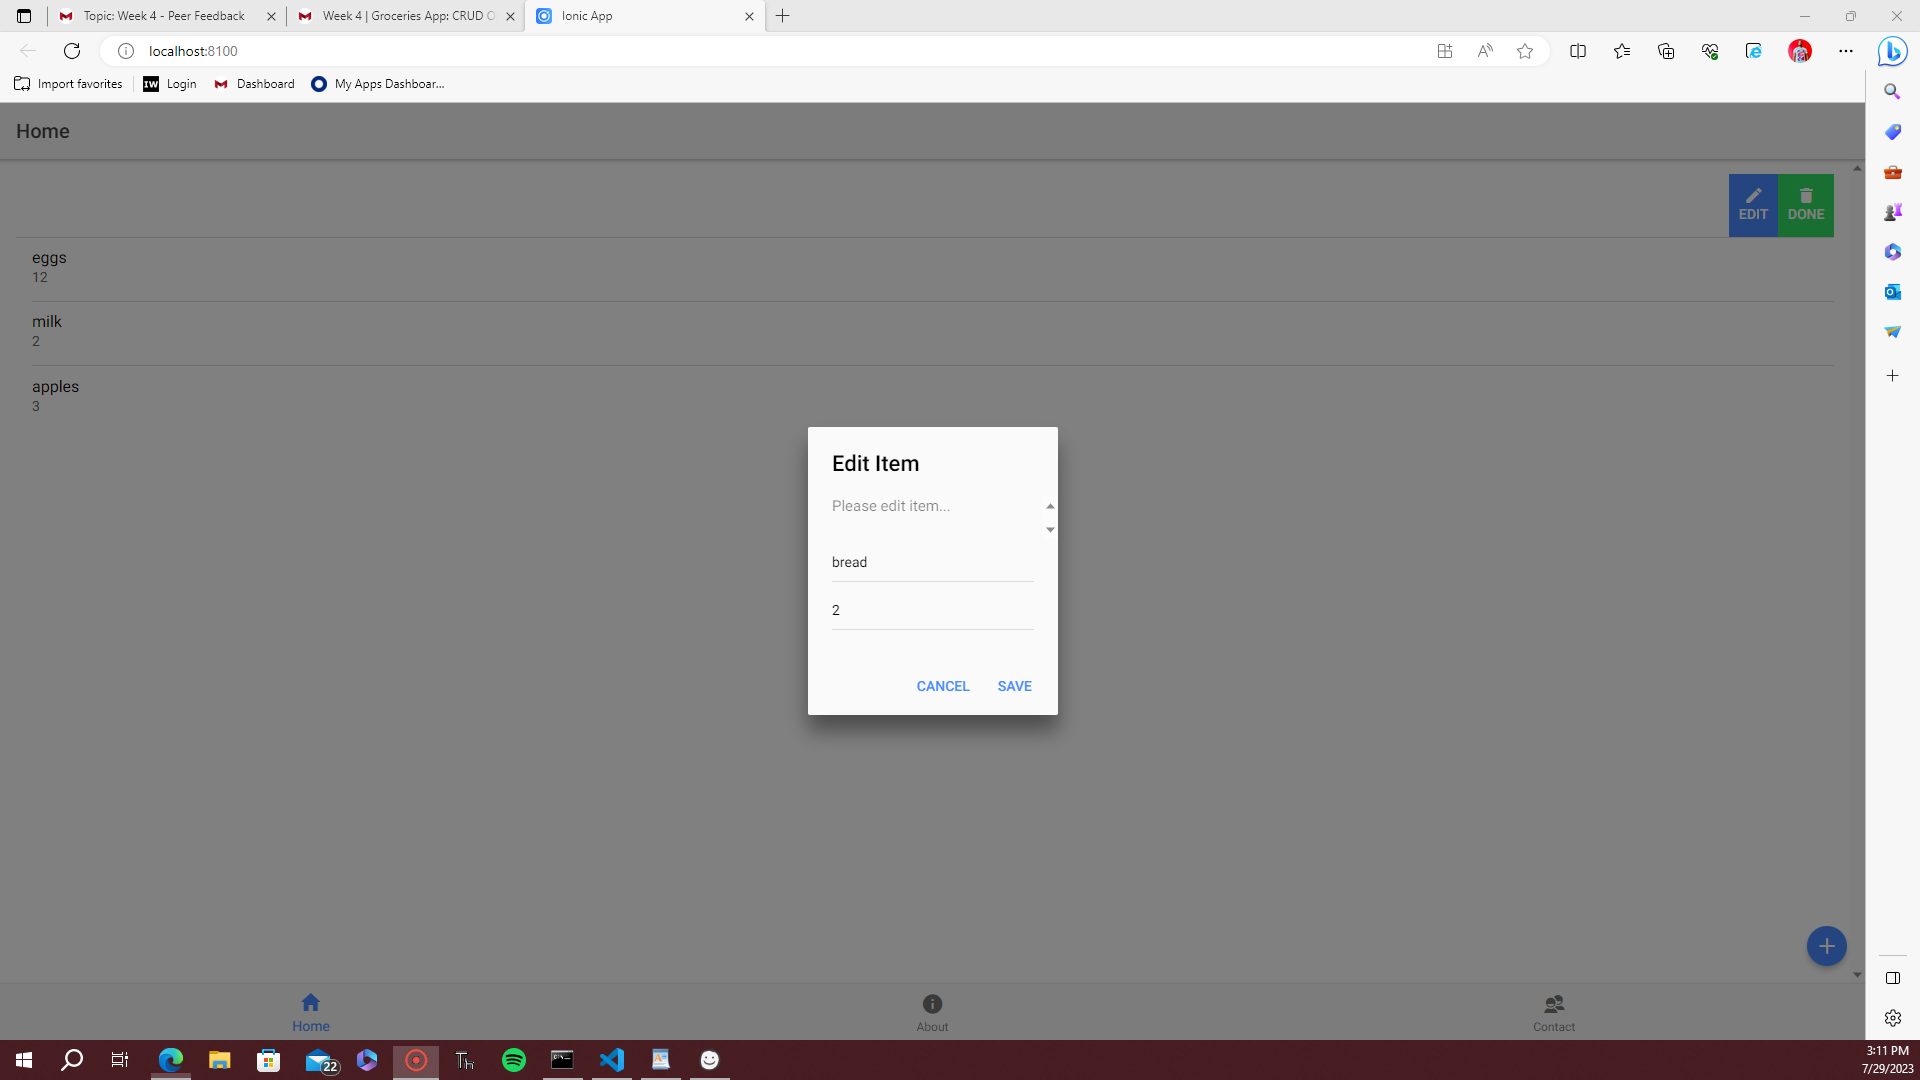 Topic: Week 4 - Peer Feedback
Week 4 | Groceries App: CRUD O
Ionic App
localhost:8100
Import favorites
IW
Login
Dashboard
My Apps Dashboar...
Home
EDIT
DONE
eggs
12
milk
2
apples
3
Edit Item
Please edit item...
bread
2
CANCEL
SAVE
Home
About
Contact
22
Th
3:11 PM
7/29/2023